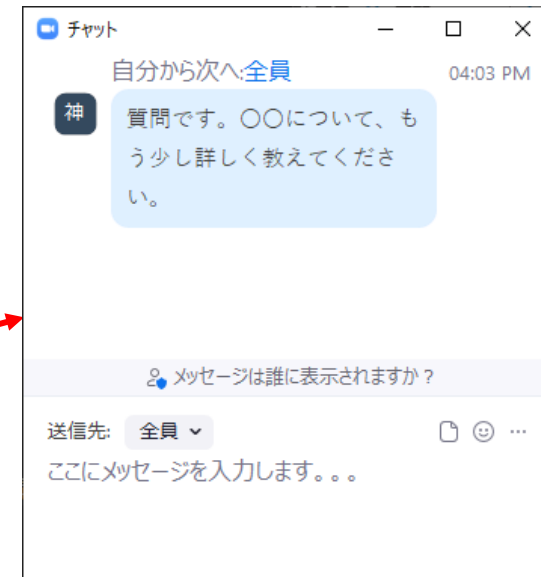 チャット
自分から次へ:全員 04:03 PM
神
質問です。〇〇について、も
う少し詳しく教えてくださ
い。
メッセージは誰に表示されますか？
送信先: 全員
ここにメッセージを入力します。。。